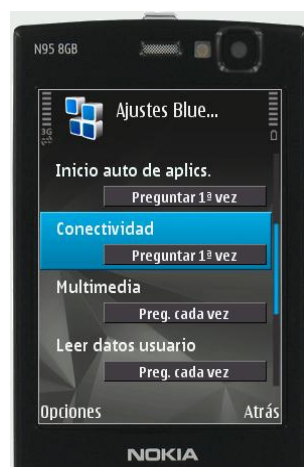 N95 8GB
3G
Ajustes Blue...
Inicio auto de aplics.
Preguntar 1ª vez
Conectividad
Preguntar 1ª vez
Multimedia
Preg. cada vez
Leer datos usuario
Preg. cada vez
Opciones
Atrás
NOKIA